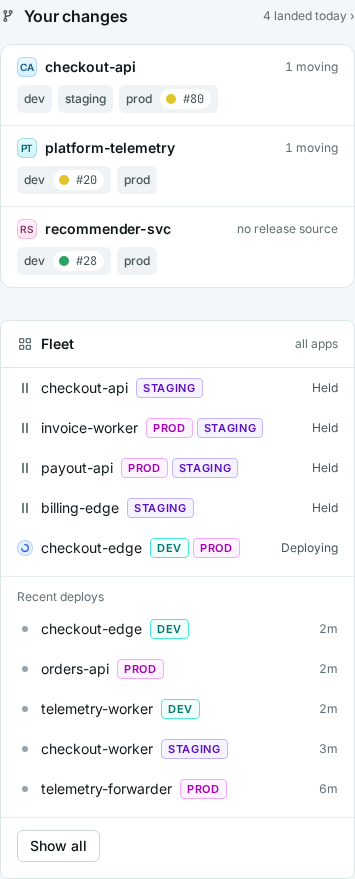 Your changes 4 landed today ›
CA checkout-api 1 moving
dev staging prod #80
PT platform-telemetry 1 moving
dev #20 prod
RS recommender-svc no release source
dev #28 prod
Fleet all apps
checkout-api STAGING Held
invoice-worker PROD STAGING Held
payout-api PROD STAGING Held
billing-edge STAGING Held
checkout-edge DEV PROD Deploying
Recent deploys
checkout-edge DEV 2m
orders-api PROD 2m
telemetry-worker DEV 2m
checkout-worker STAGING 3m
telemetry-forwarder PROD 6m
Show all